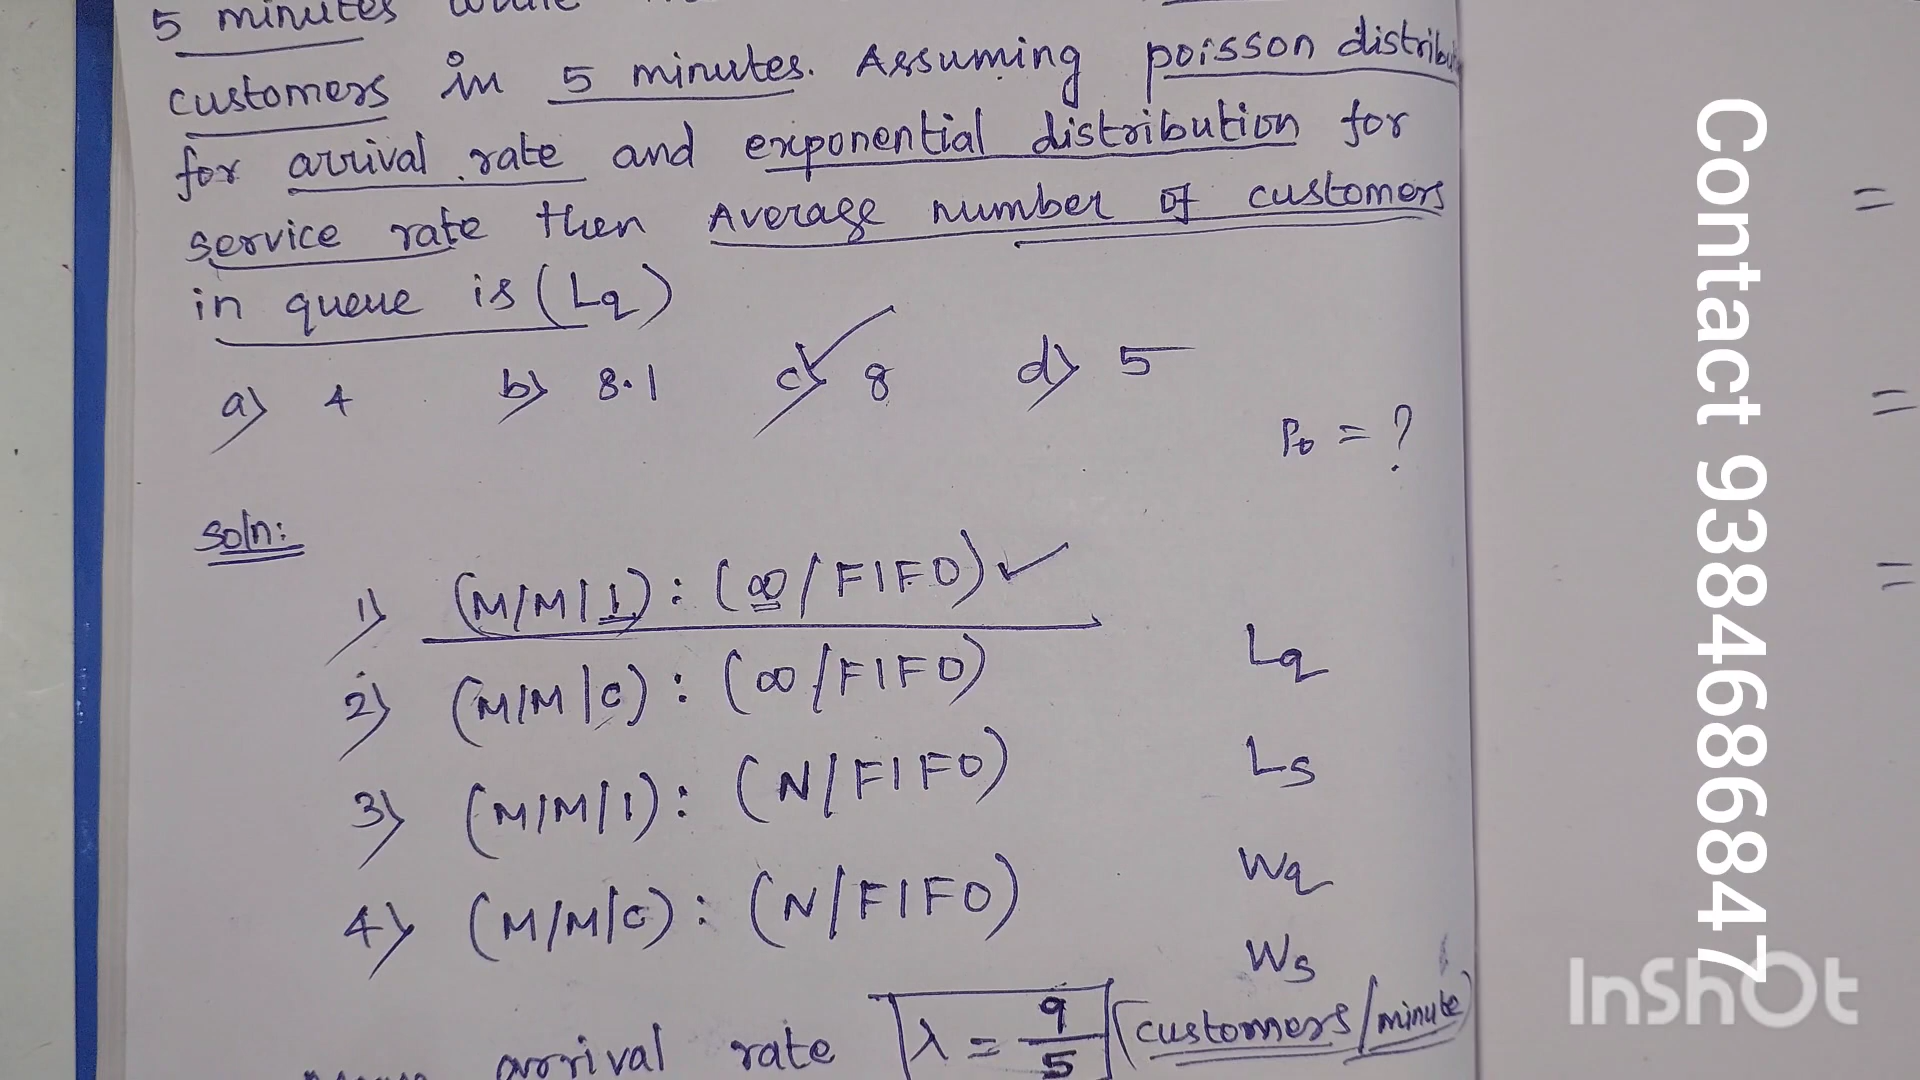 5 minutes while
customers in 5 minutes. Assuming poisson distribu
for arrival rate and exponential distribution for
service rate then Average number of customers
in queue is (Lq)
a) 4 b) 8.1 c) 8 d) 5
P0 = ?
Soln:
1) (M/M/1) : (∞/FIFO)
2) (M/M/C) : (∞/FIFO)
3) (M/M/1) : (N/FIFO)
4) (M/M/C) : (N/FIFO)
Lq
Ls
Wq
Ws
arrival rate λ = 9/5 (customers/minute)
=
=
=
Contact 9384686847
InShOt